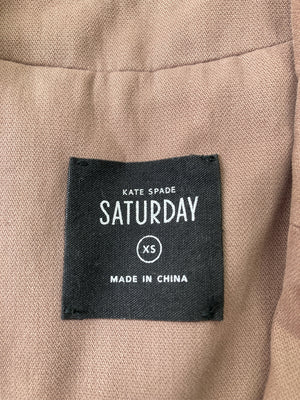 KATE SPADE
SATURDAY
XS
MADE IN CHINA